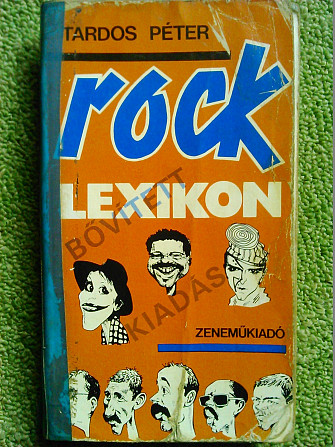 TARDOS PÉTER
rock
LEXIKON
BŐVÍTETT
KIADÁS
ZENEMŰKIADÓ